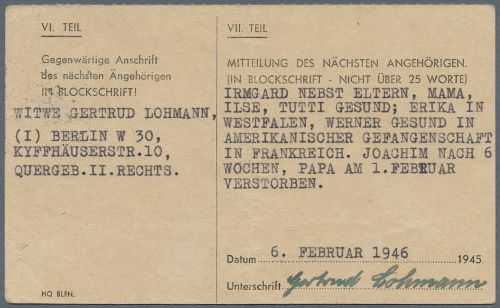 VI. TEIL
Gegenwärtige Anschrift
des nächsten Angehörigen
IN BLOCKSCHRIFT!
WITWE GERTRUD LOHMANN,
(I) BERLIN W 30,
KYFFHÄUSERSTR.10,
QUERGEB.II.RECHTS.
HQ BLFN.
VII. TEIL
MITTEILUNG DES NÄCHSTEN ANGEHÖRIGEN.
(IN BLOCKSCHRIFT - NICHT ÜBER 25 WORTE)
IRMGARD NEBST ELTERN, MAMA,
ILSE, TUTTI GESUND; ERIKA IN
WESTFALEN, WERNER GESUND IN
AMERIKANISCHER GEFANGENSCHAFT
IN FRANKREICH. JOACHIM NACH 6
WOCHEN, PAPA AM 1.FEBRUAR
VERSTORBEN.
Datum 6. FEBRUAR 1946 1945.
Unterschrift Gertrud Lohmann